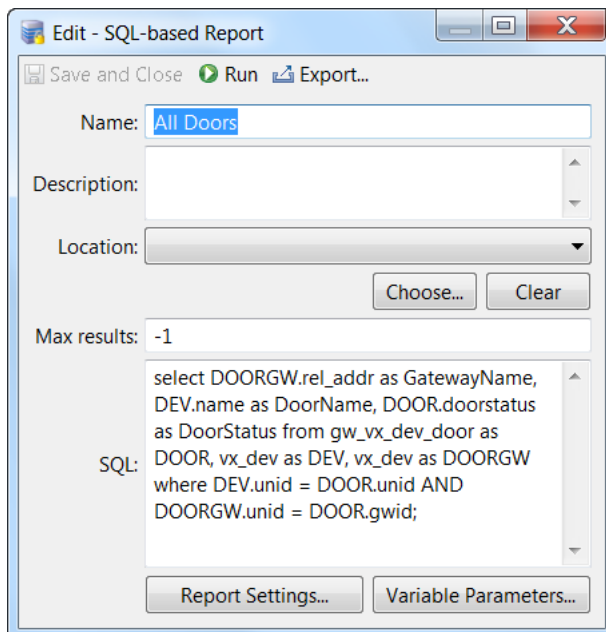 Edit - SQL-based Report
Save and Close Run Export...
Name: All Doors
Description:
Location:
Choose... Clear
Max results: -1
select DOORGW.rel_addr as GatewayName,
DEV.name as DoorName, DOOR.doorstatus
as DoorStatus from gw_vx_dev_door as
SQL: DOOR, vx_dev as DEV, vx_dev as DOORGW
where DEV.unid = DOOR.unid AND
DOORGW.unid = DOOR.gwid;
Report Settings... Variable Parameters...